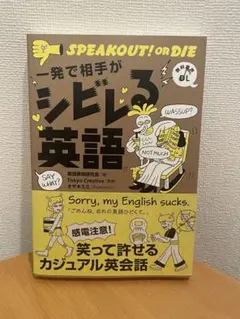 SPEAKOUT! OR DIE
一発で相手が
シビレる
英語
WASSUP?
NOT MUCH
SAY WHAT?
Tokyo Creative
Sorry, my English sucks.
「ごめんね、おれの英語ひどくて。」
感電注意!
笑って許せる
カジュアル英会話